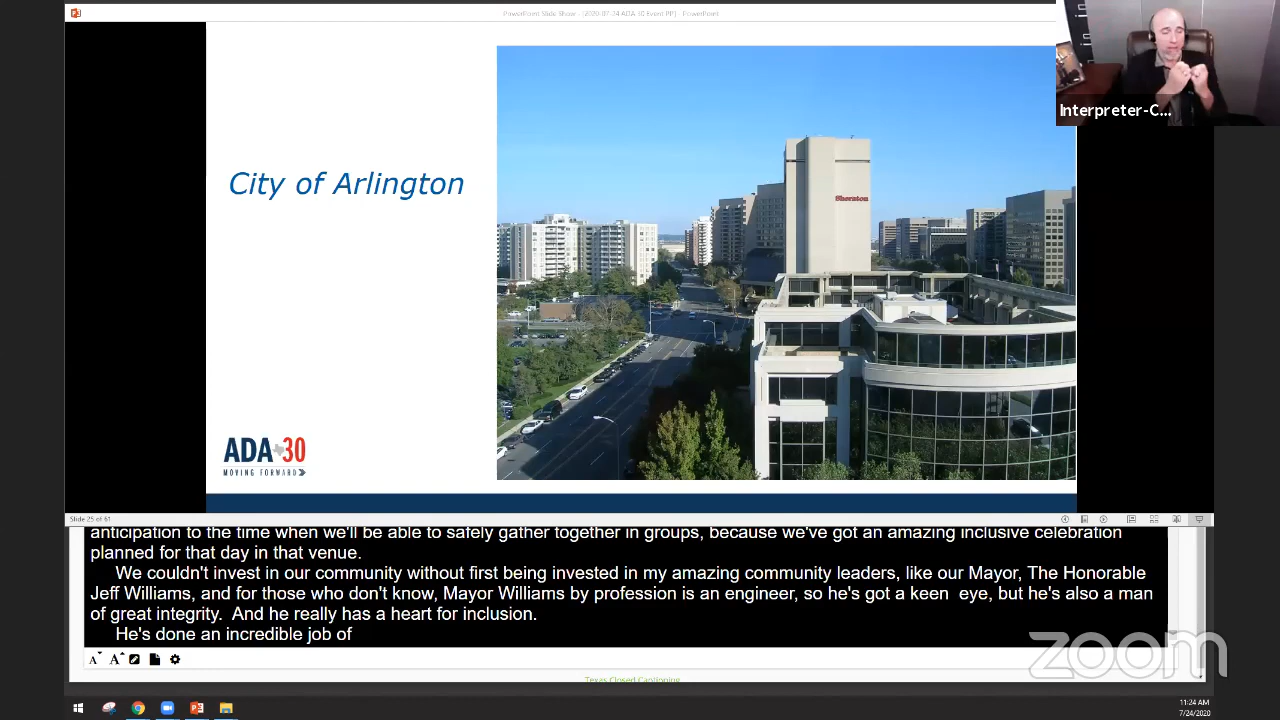 PowerPoint Slide Show - [2020-07-24 ADA 30 Event PP] - PowerPoint
Interpreter-C...
City of Arlington
Sheraton
ADA 30
MOVING FORWARD
Slide 25 of 61
anticipation to the time when we'll be able to safely gather together in groups, because we've got an amazing inclusive celebration
planned for that day in that venue.
We couldn't invest in our community without first being invested in my amazing community leaders, like our Mayor, The Honorable
Jeff Williams, and for those who don't know, Mayor Williams by profession is an engineer, so he's got a keen  eye, but he's also a man
of great integrity.  And he really has a heart for inclusion.
He's done an incredible job of
zoom
A A
Texas Closed Captioning
11:24 AM
7/24/2020